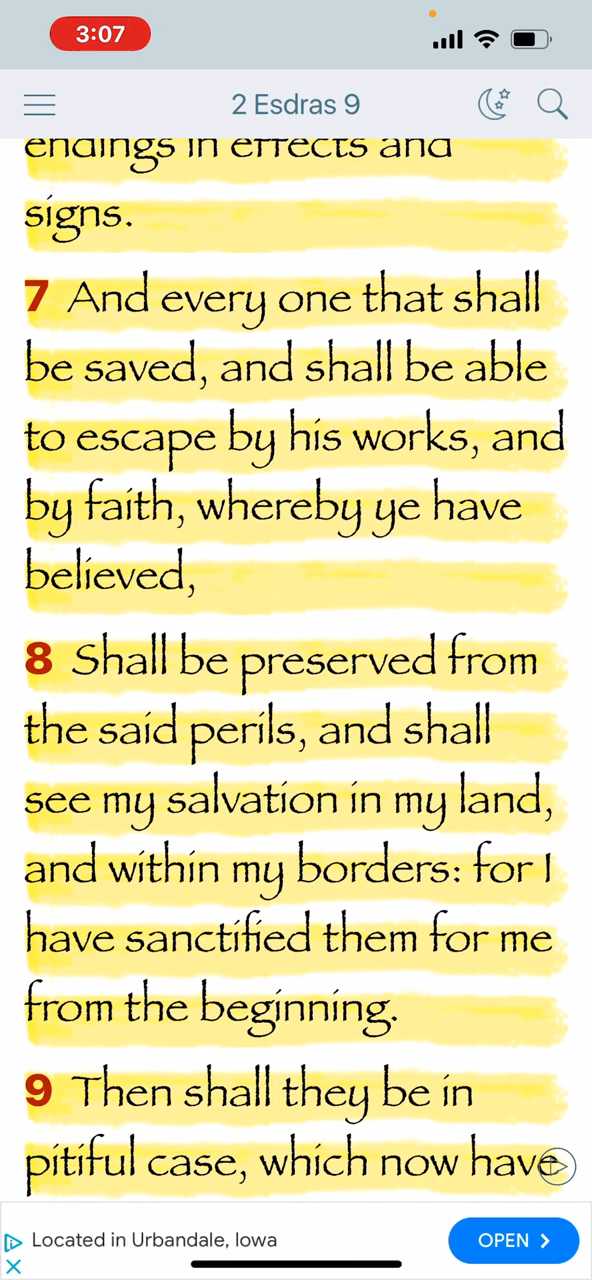 3:07
2 Esdras 9
endings in effects and
signs.
7 And every one that shall
be saved, and shall be able
to escape by his works, and
by faith, whereby ye have
believed,
8 Shall be preserved from
the said perils, and shall
see my salvation in my land,
and within my borders: for I
have sanctified them for me
from the beginning.
9 Then shall they be in
pitiful case, which now have
Located in Urbandale, Iowa
OPEN